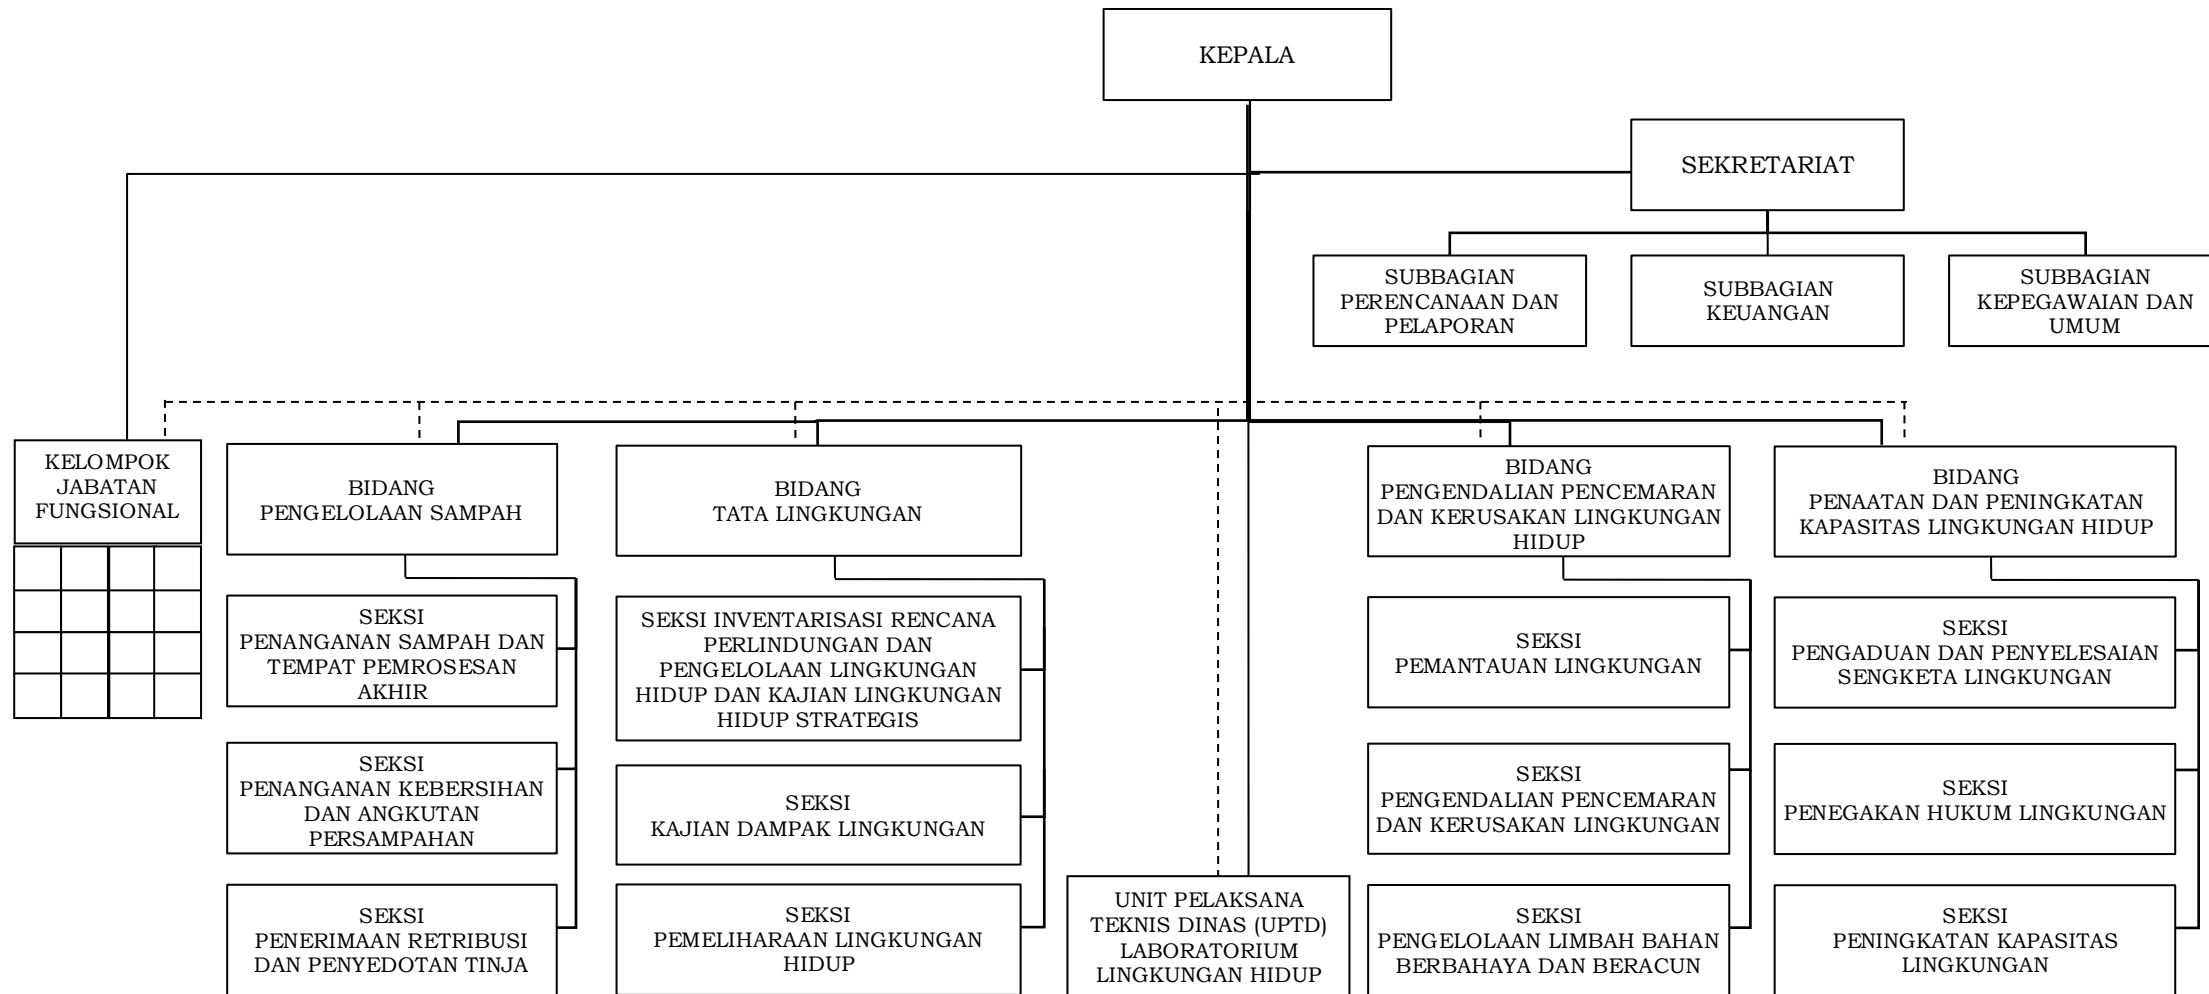 KEPALA
SEKRETARIAT
SUBBAGIAN
PERENCANAAN DAN
PELAPORAN
SUBBAGIAN
KEUANGAN
SUBBAGIAN
KEPEGAWAIAN DAN
UMUM
KELOMPOK
JABATAN
FUNGSIONAL
BIDANG
PENGELOLAAN SAMPAH
SEKSI
PENANGANAN SAMPAH DAN
TEMPAT PEMROSESAN
AKHIR
SEKSI
PENANGANAN KEBERSIHAN
DAN ANGKUTAN
PERSAMPAHAN
SEKSI
PENERIMAAN RETRIBUSI
DAN PENYEDOTAN TINJA
BIDANG
TATA LINGKUNGAN
SEKSI INVENTARISASI RENCANA
PERLINDUNGAN DAN
PENGELOLAAN LINGKUNGAN
HIDUP DAN KAJIAN LINGKUNGAN
HIDUP STRATEGIS
SEKSI
KAJIAN DAMPAK LINGKUNGAN
SEKSI
PEMELIHARAAN LINGKUNGAN
HIDUP
UNIT PELAKSANA
TEKNIS DINAS (UPTD)
LABORATORIUM
LINGKUNGAN HIDUP
BIDANG
PENGENDALIAN PENCEMARAN
DAN KERUSAKAN LINGKUNGAN
HIDUP
SEKSI
PEMANTAUAN LINGKUNGAN
SEKSI
PENGENDALIAN PENCEMARAN
DAN KERUSAKAN LINGKUNGAN
SEKSI
PENGELOLAAN LIMBAH BAHAN
BERBAHAYA DAN BERACUN
BIDANG
PENAATAN DAN PENINGKATAN
KAPASITAS LINGKUNGAN HIDUP
SEKSI
PENGADUAN DAN PENYELESAIAN
SENGKETA LINGKUNGAN
SEKSI
PENEGAKAN HUKUM LINGKUNGAN
SEKSI
PENINGKATAN KAPASITAS
LINGKUNGAN